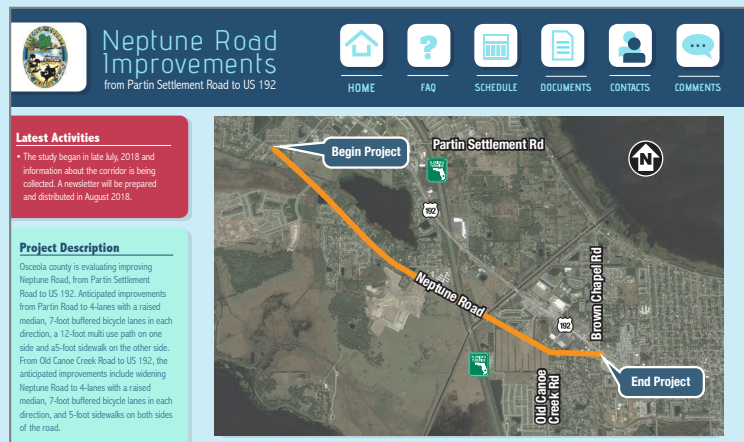 Neptune Road
Improvements
from Partin Settlement Road to US 192
HOME
FAQ
SCHEDULE
DOCUMENTS
CONTACTS
COMMENTS
Latest Activities
• The study began in late July, 2018 and
information about the corridor is being
collected. A newsletter will be prepared
and distributed in August 2018.
Project Description
Osceola county is evaluating improving
Neptune Road, from Partin Settlement
Road to US 192. Anticipated improvements
from Partin Road to 4-lanes with a raised
median, 7-foot buffered bicycle lanes in each
direction, a 12-foot multi use path on one
side and a5-foot sidewalk on the other side.
From Old Canoe Creek Road to US 192, the
anticipated improvements include widening
Neptune Road to 4-lanes with a raised
median, 7-foot buffered bicycle lanes in each
direction, and 5-foot sidewalks on both sides
of the road.
Begin Project
Partin Settlement Rd
N
192
Neptune Road
Brown Chapel Rd
192
Old Canoe
Creek Rd
End Project